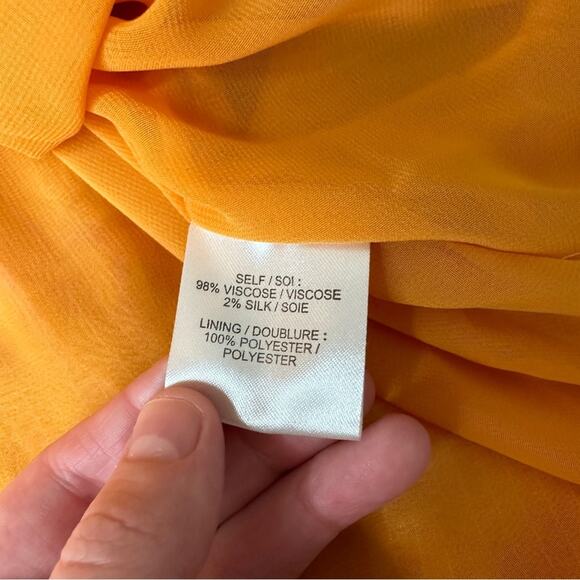 SELF / SOI :
98% VISCOSE / VISCOSE
2% SILK / SOIE
LINING / DOUBLURE :
100% POLYESTER /
POLYESTER